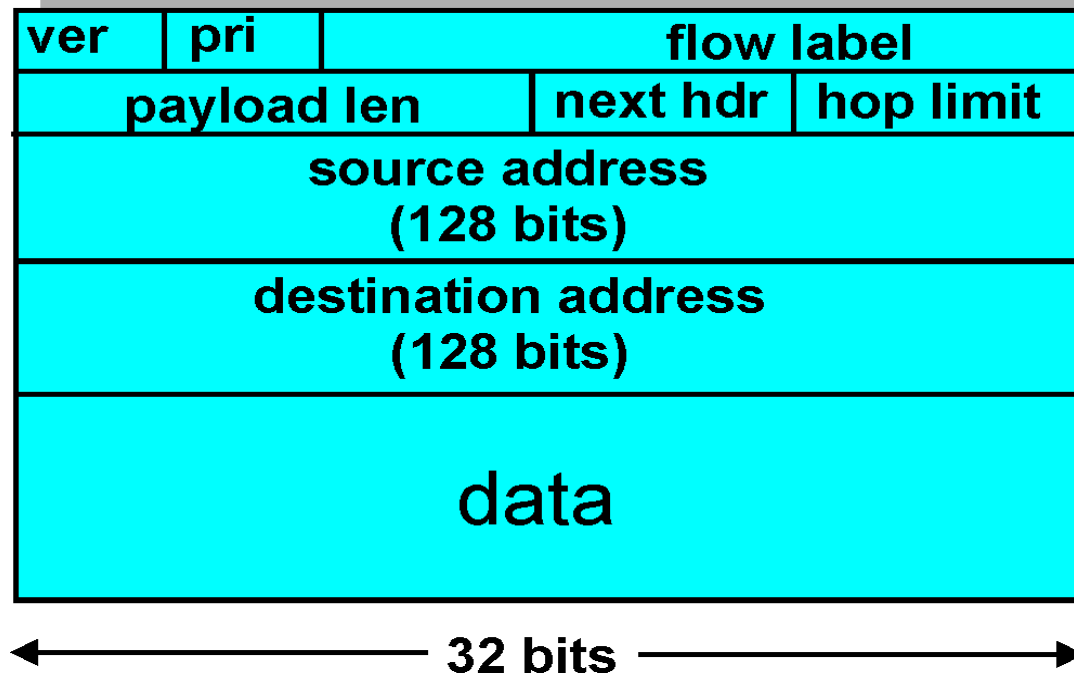 ver pri flow label
payload len next hdr hop limit
source address
(128 bits)
destination address
(128 bits)
data
32 bits